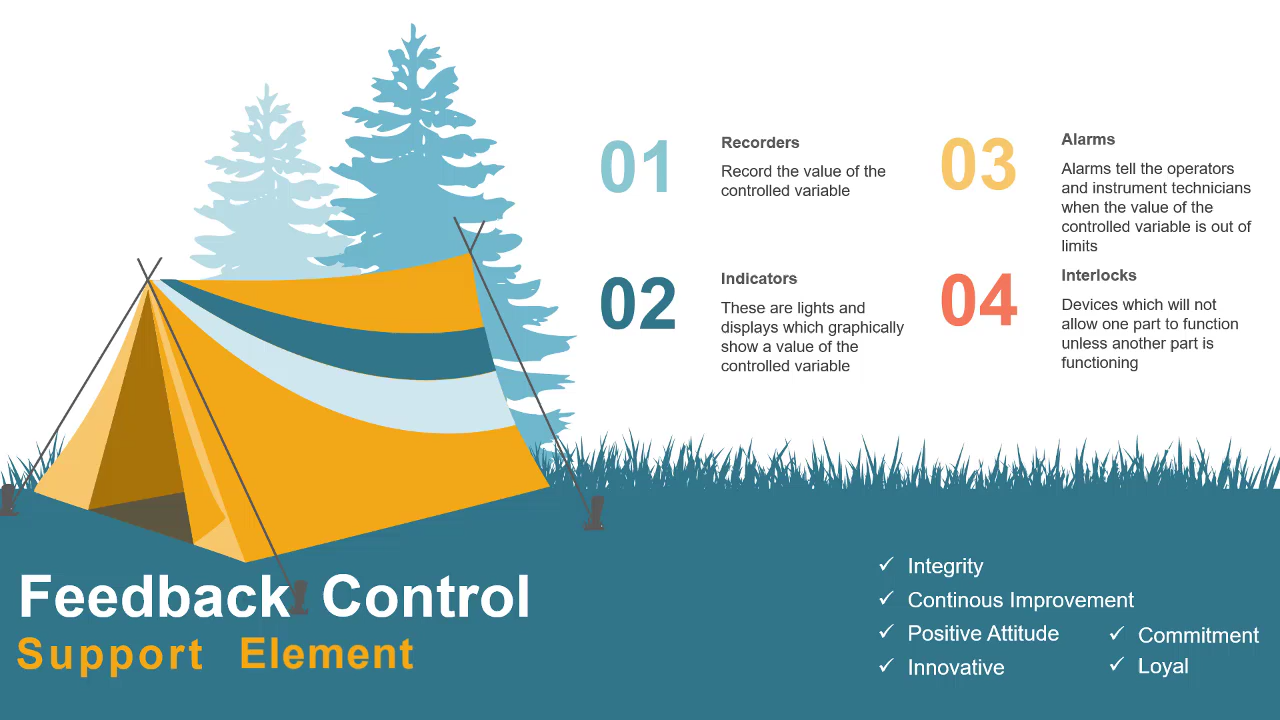 01
Recorders
Record the value of the
controlled variable
02
Indicators
These are lights and
displays which graphically
show a value of the
controlled variable
03
Alarms
Alarms tell the operators
and instrument technicians
when the value of the
controlled variable is out of
limits
04
Interlocks
Devices which will not
allow one part to function
unless another part is
functioning
Feedback Control
Support Element
✓ Integrity
✓ Continous Improvement
✓ Positive Attitude
✓ Innovative
✓ Commitment
✓ Loyal